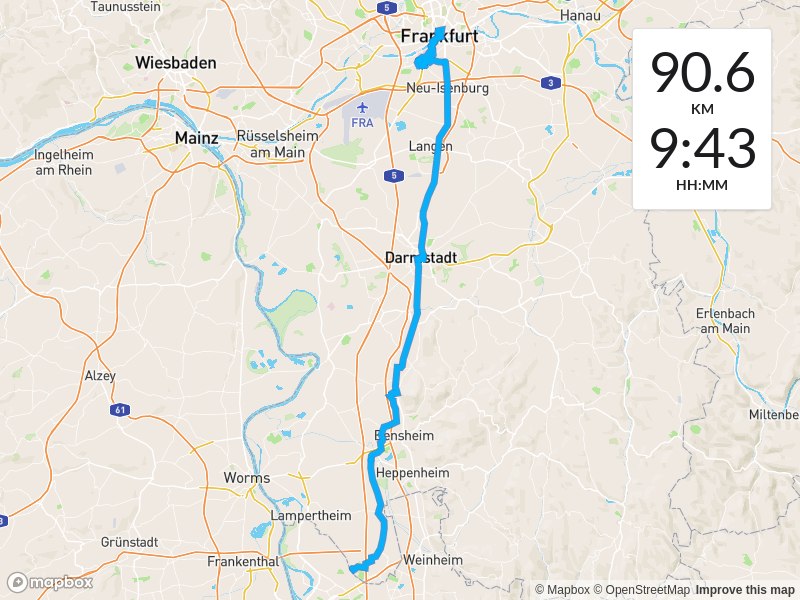 Taunusstein
5
Hanau
Frankfurt
Wiesbaden
90.6
KM
9:43
HH:MM
3
Neu-Isenburg
FRA
Mainz
Rüsselsheim
am Main
Langen
Ingelheim
am Rhein
5
Darmstadt
Erlenbach
am Main
Alzey
61
Miltenbe
Bensheim
Heppenheim
Worms
Lampertheim
Grünstadt
Frankenthal
Weinheim
mapbox
© Mapbox © OpenStreetMap Improve this map